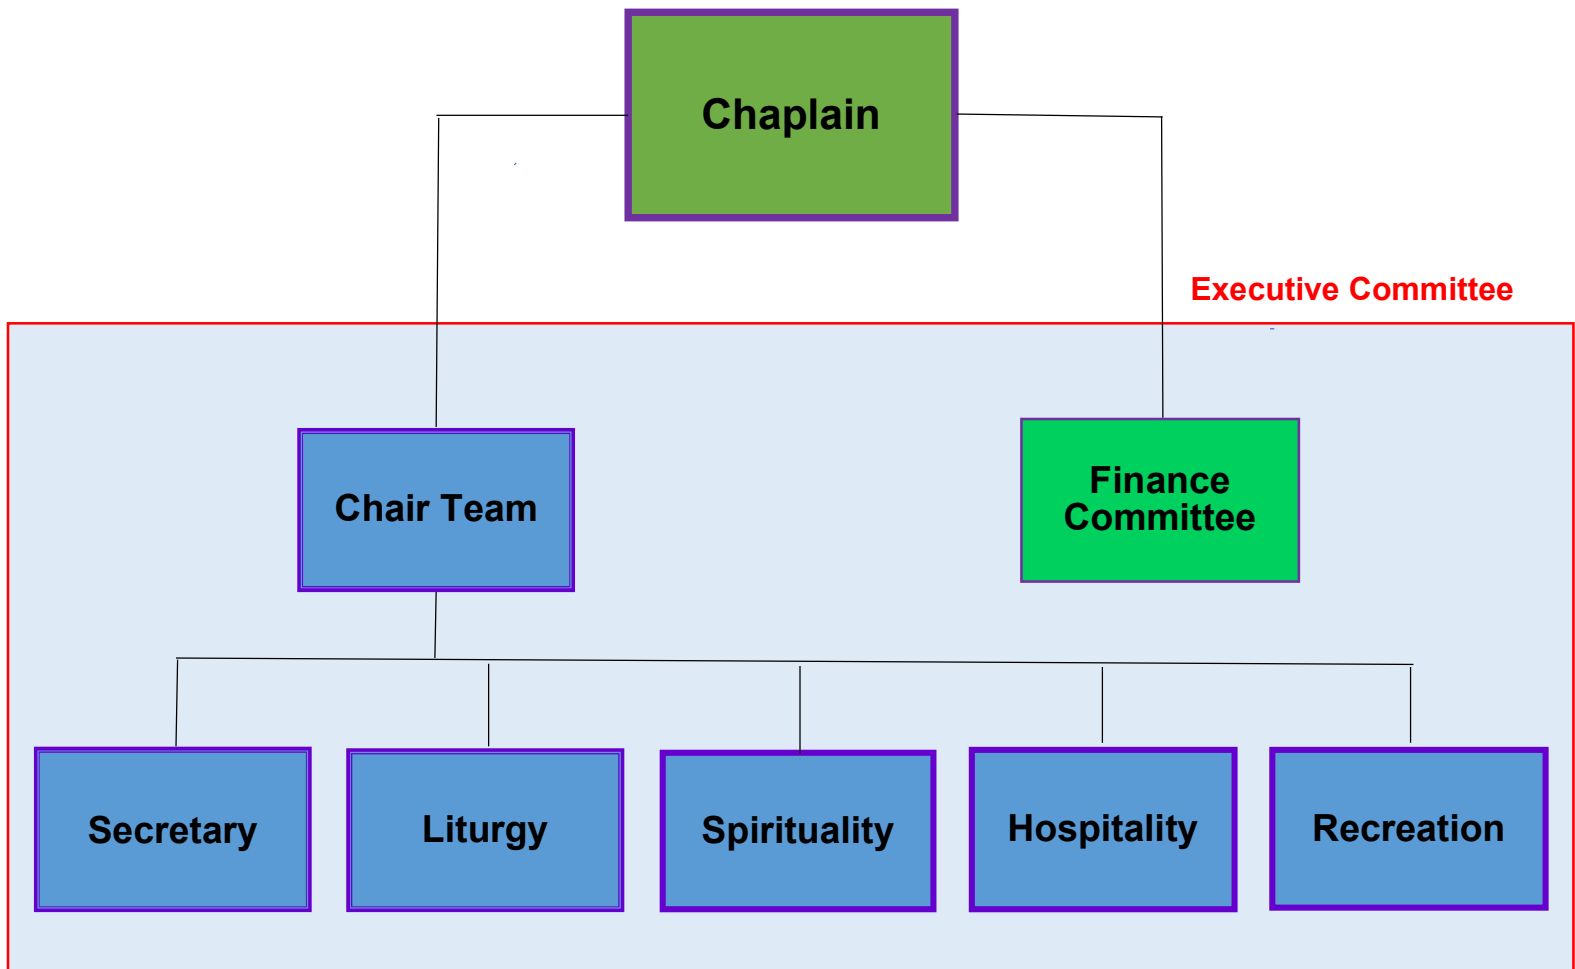 Chaplain
Executive Committee
Chair Team
Finance
Committee
Secretary
Liturgy
Spirituality
Hospitality
Recreation